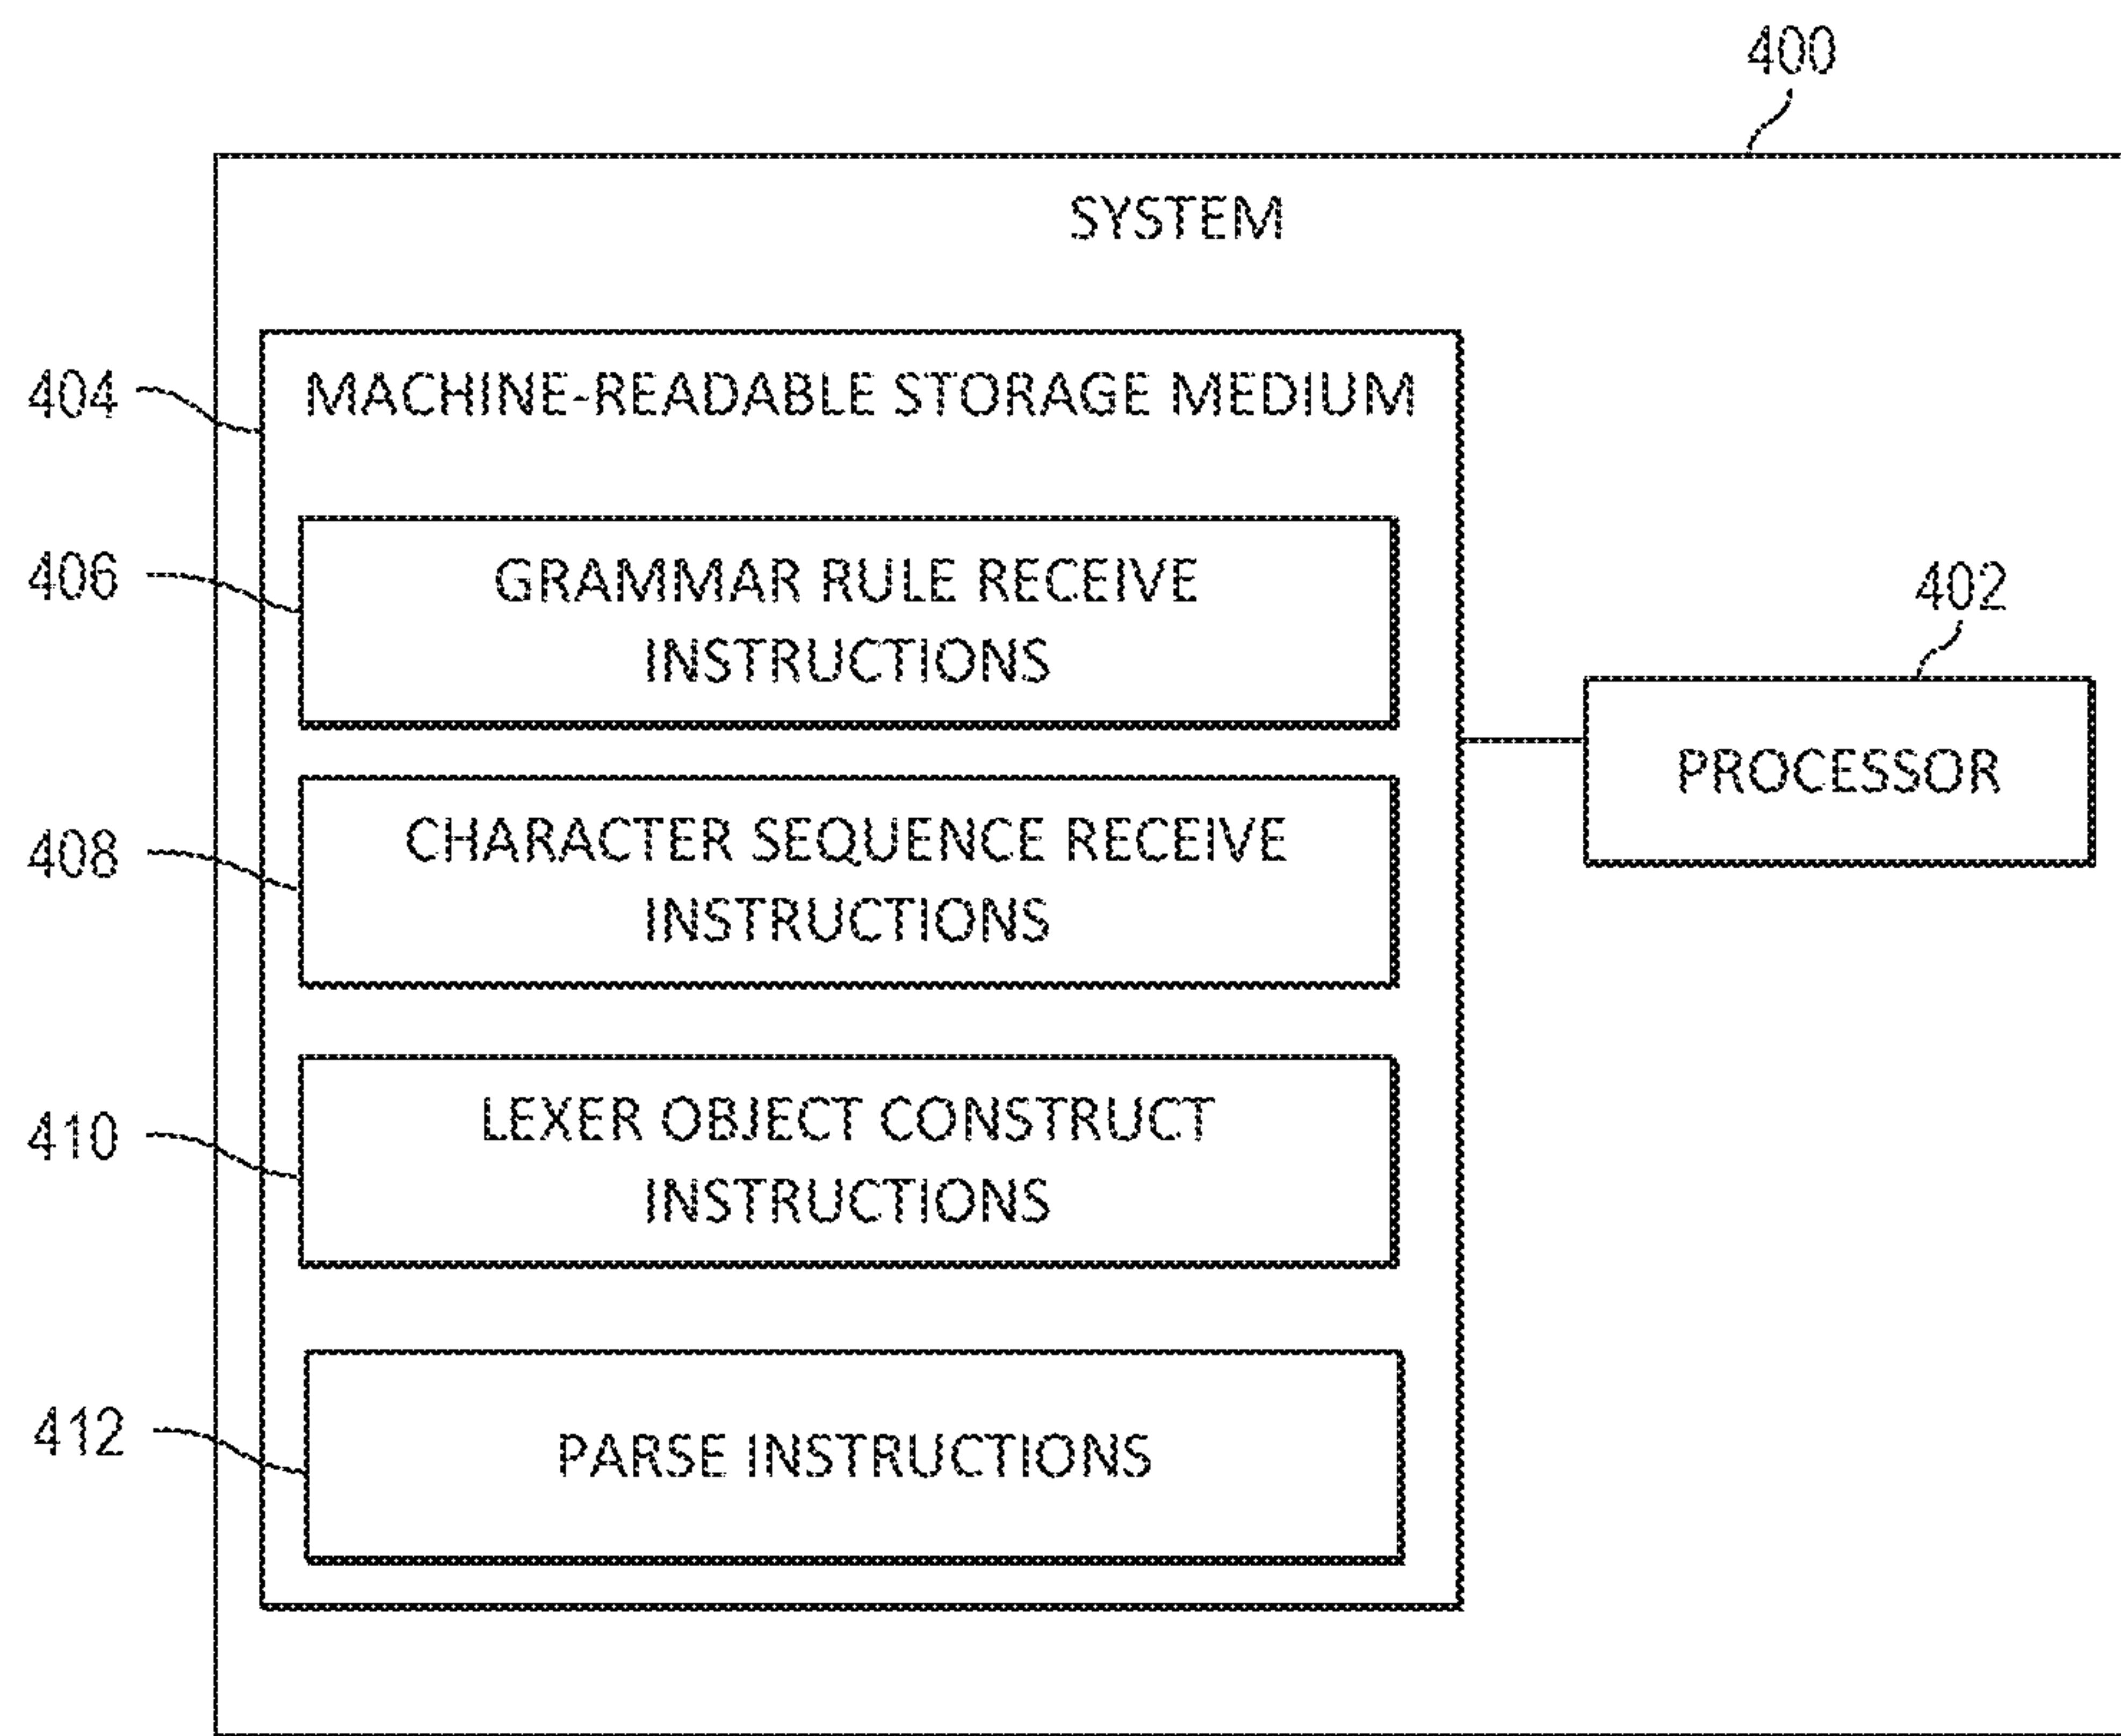 400
SYSTEM
404
MACHINE-READABLE STORAGE MEDIUM
406
GRAMMAR RULE RECEIVE
INSTRUCTIONS
402
PROCESSOR
408
CHARACTER SEQUENCE RECEIVE
INSTRUCTIONS
410
LEXER OBJECT CONSTRUCT
INSTRUCTIONS
412
PARSE INSTRUCTIONS